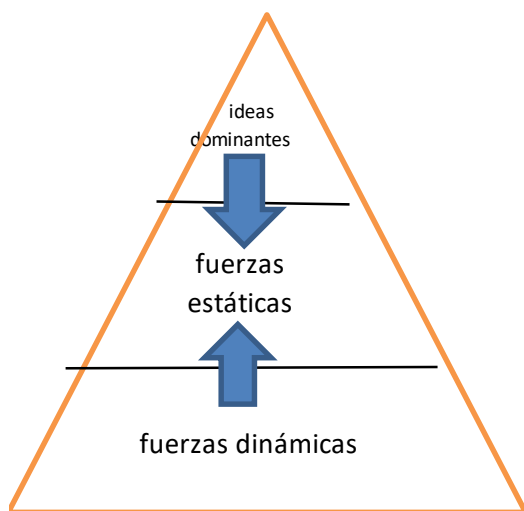 ideas
dominantes
fuerzas
estáticas
fuerzas dinámicas